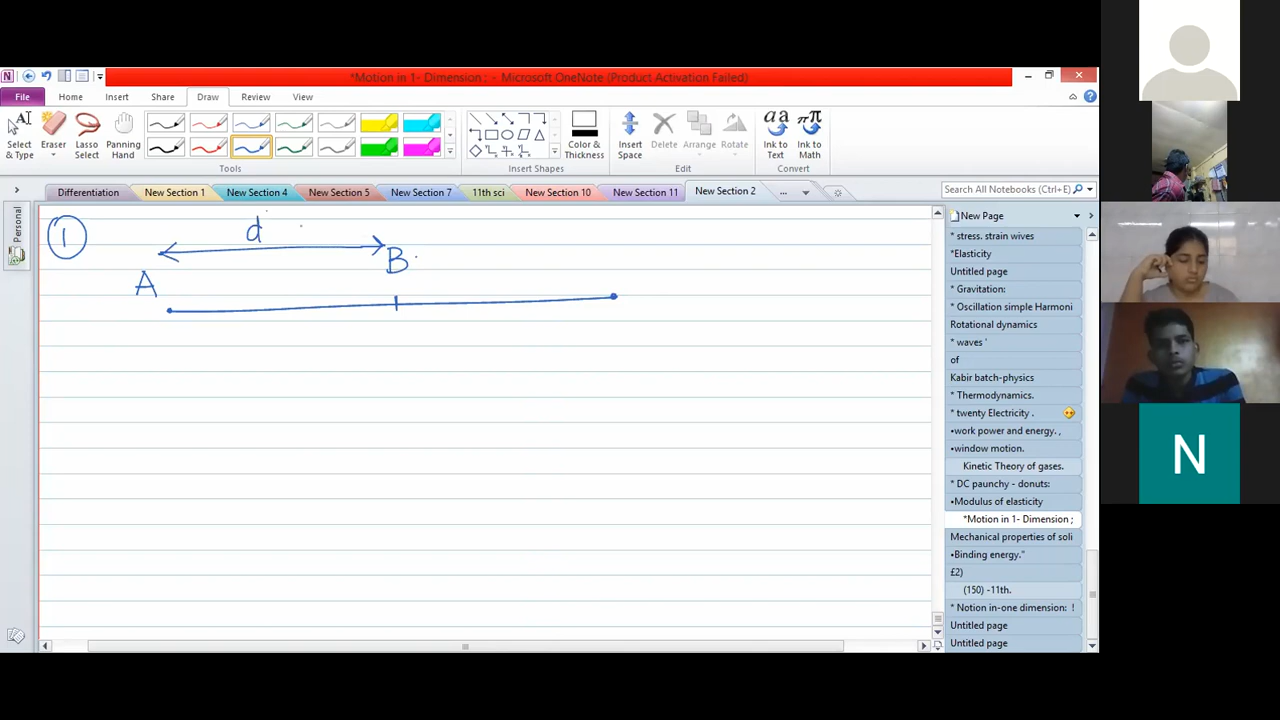 *Motion in 1- Dimension ; - Microsoft OneNote (Product Activation Failed)
File Home Insert Share Draw Review View
Select & Type
Eraser
Lasso Select
Panning Hand
Color & Thickness
Insert Space
Delete
Arrange
Rotate
Ink to Text
Ink to Math
Tools
Insert Shapes
Edit
Convert
Differentiation New Section 1 New Section 4 New Section 5 New Section 7 11th sci New Section 10 New Section 11 New Section 2 ...
Search All Notebooks (Ctrl+E)
Personal
1
d
B
A
New Page
* stress. strain wives
*Elasticity
Untitled page
* Gravitation:
* Oscillation simple Harmoni
Rotational dynamics
* waves '
of
Kabir batch-physics
* Thermodynamics.
* twenty Electricity .
•work power and energy. ,
•window motion.
Kinetic Theory of gases.
* DC paunchy - donuts:
•Modulus of elasticity
*Motion in 1- Dimension ;
Mechanical properties of soli
•Binding energy."
£2)
(150) -11th.
* Notion in-one dimension: !
Untitled page
Untitled page
N